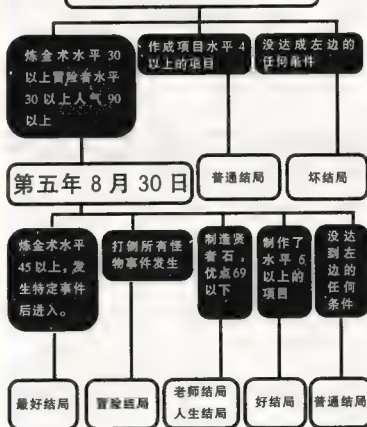 炼金术水平 30
以上冒险者水平
30 以上人气 90
以上
作成项目水平 4
以上的项目
没达成左边的
任何条件
普通结局
坏结局
第五年 8 月 30 日
炼金术水平
45 以上，发
生特定事件
后进入。
打倒所有怪
物事件发生
制造贤
者石，
优点69
以下
制作了
水平 6
以上的
项目
没达
到左
边的
任何
条件
最好结局
冒险结局
老师结局
人生结局
好结局
普通结局